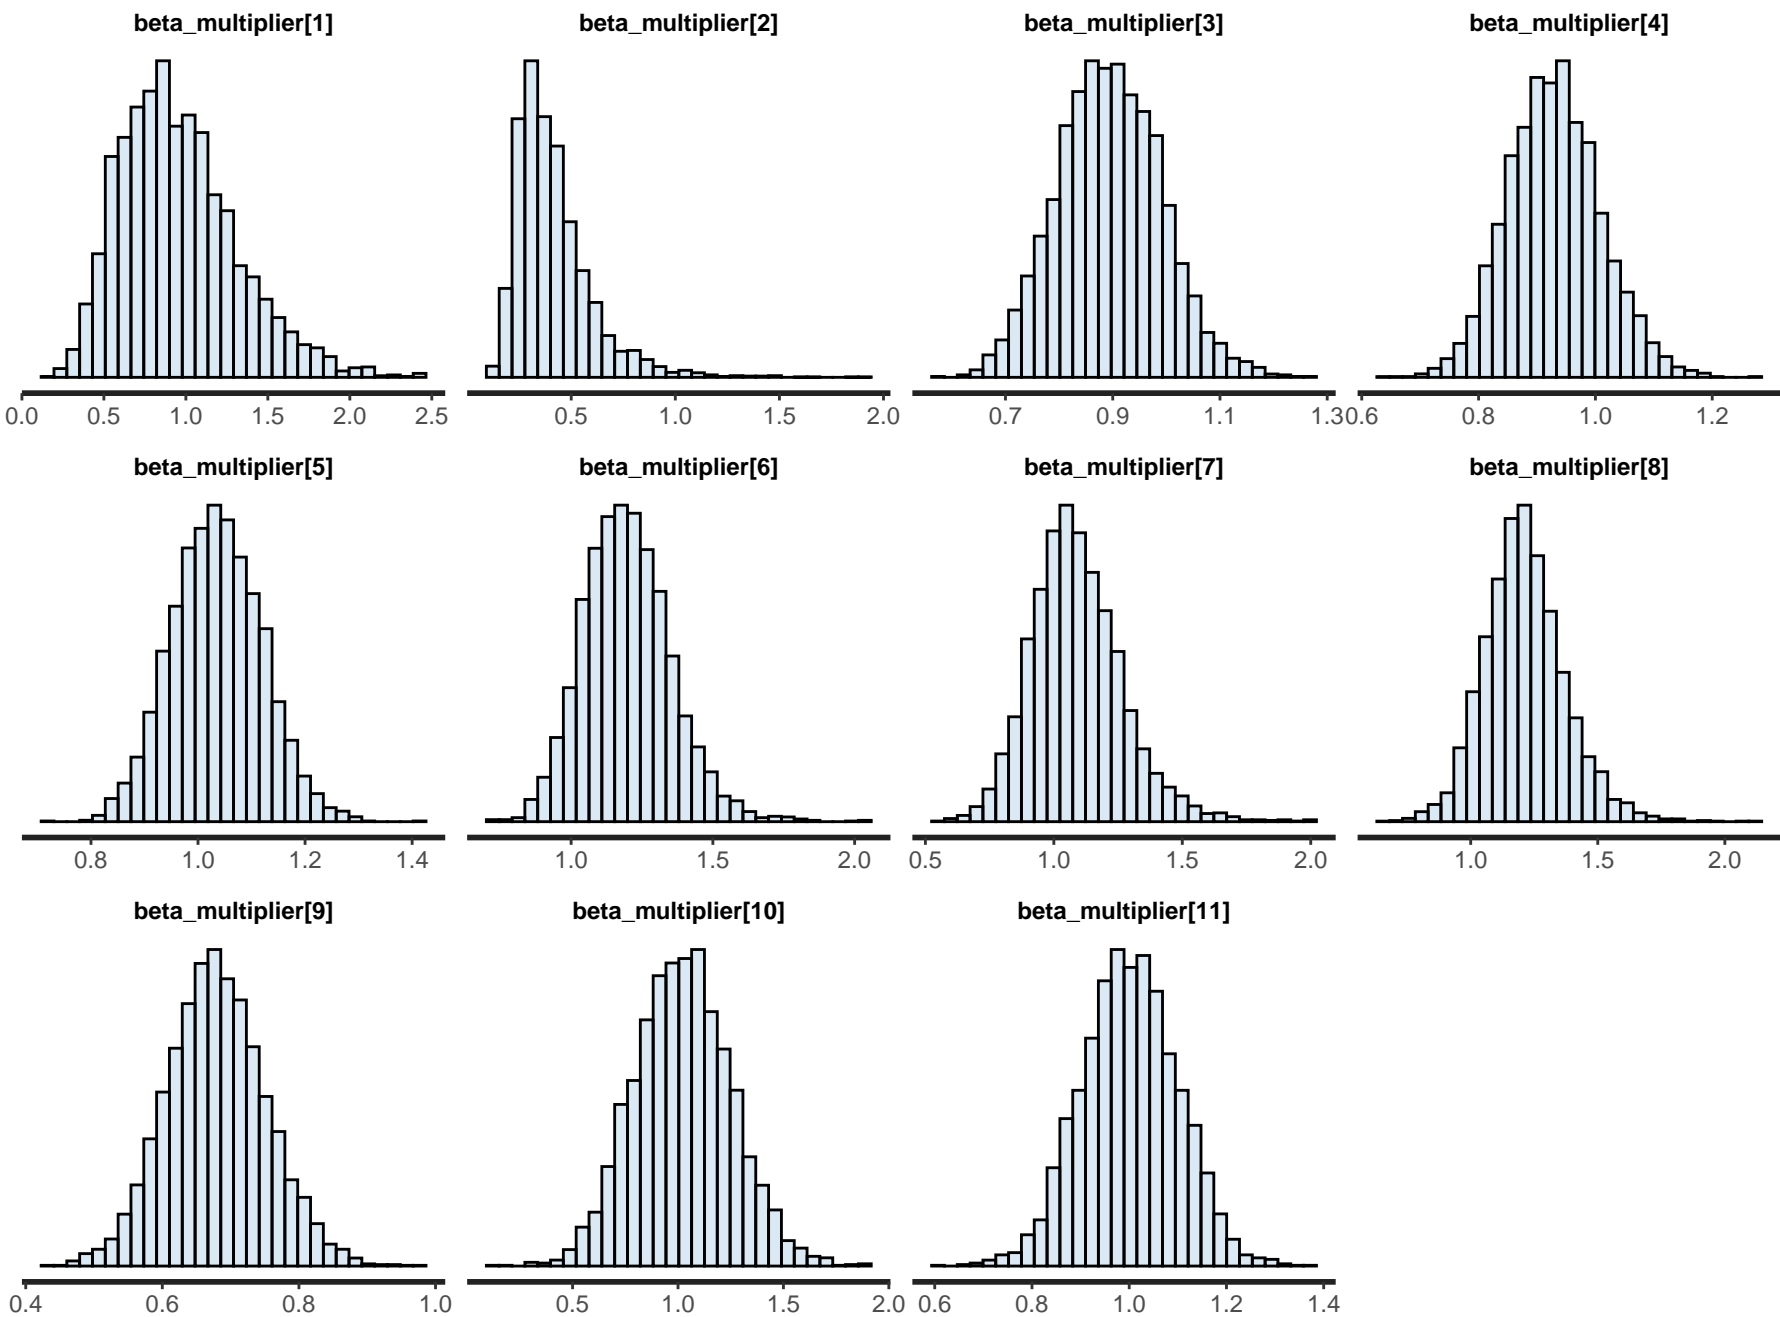 beta_multiplier[1] beta_multiplier[2] beta_multiplier[3] beta_multiplier[4]
0.0 0.5 1.0 1.5 2.0 2.5 0.5 1.0 1.5 2.0 0.7 0.9 1.1 1.3 0.6 0.8 1.0 1.2
beta_multiplier[5] beta_multiplier[6] beta_multiplier[7] beta_multiplier[8]
0.8 1.0 1.2 1.4 1.0 1.5 2.0 0.5 1.0 1.5 2.0 1.0 1.5 2.0
beta_multiplier[9] beta_multiplier[10] beta_multiplier[11]
0.4 0.6 0.8 1.0 0.5 1.0 1.5 2.0 0.6 0.8 1.0 1.2 1.4